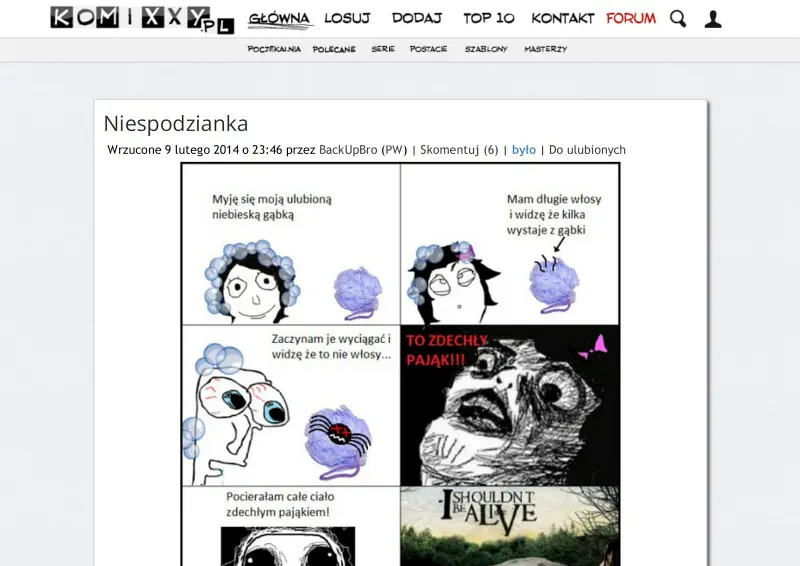 KOMIXXY.PL
GŁÓWNA LOSUJ DODAJ TOP 10 KONTAKT FORUM
POCZEKALNIA POLECANE SERIE POSTACIE SZABLONY MASTERZY
Niespodzianka
Wrzucone 9 lutego 2014 o 23:46 przez BackUpBro (PW) | Skomentuj (6) | było | Do ulubionych
Myję się moją ulubioną
niebieską gąbką
Mam długie włosy
i widzę że kilka
wystaje z gąbki
Zaczynam je wyciągać i
widzę że to nie włosy...
TO ZDECHŁY
PAJĄK!!!
Pocierałam całe ciało
zdechłym pająkiem!
I SHOULDN'T
BE ALIVE